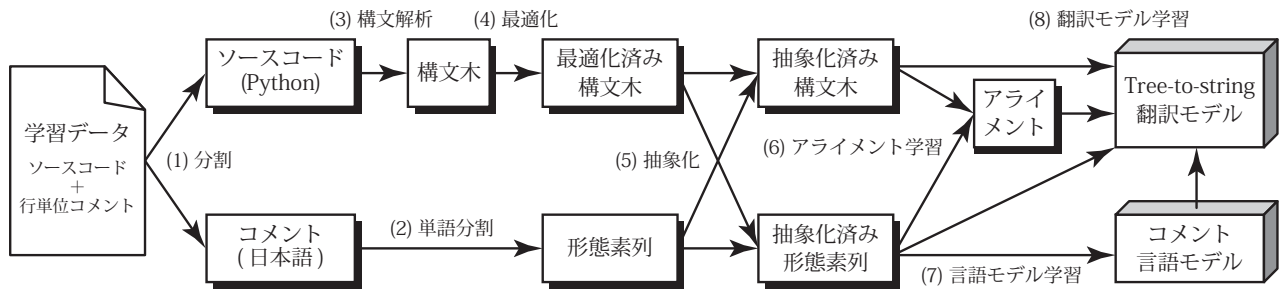 (3) 構文解析
(4) 最適化
(8) 翻訳モデル学習
ソースコード
(Python)
構文木
最適化済み
構文木
抽象化済み
構文木
アライ
メント
Tree-to-string
翻訳モデル
学習データ
ソースコード
＋
行単位コメント
(1) 分割
(5) 抽象化
(6) アライメント学習
コメント
( 日本語 )
(2) 単語分割
形態素列
抽象化済み
形態素列
(7) 言語モデル学習
コメント
言語モデル